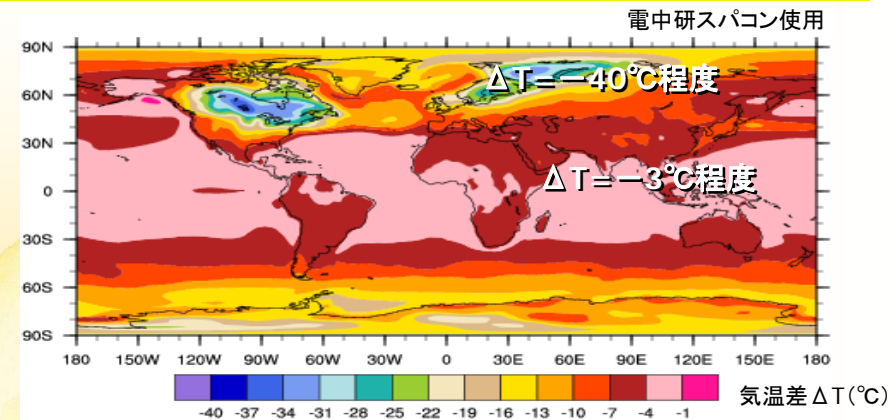 電中研スパコン使用
90N
ΔT=－40℃程度
60N
30N
ΔT=－3℃程度
0
30S
60S
90S
180 150W 120W 90W 60W 30W 0 30E 60E 90E 120E 150E 180
気温差ΔT(℃)
-40 -37 -34 -31 -28 -25 -22 -19 -16 -13 -10 -7 -4 -1